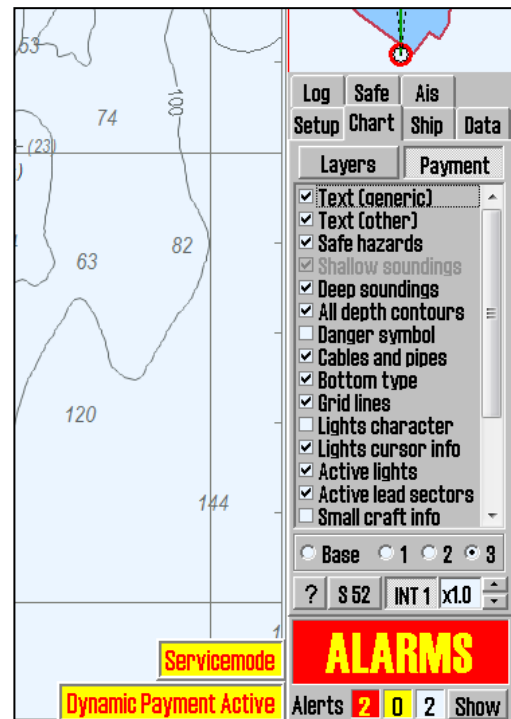 53
74
100
(23)
)
82
63
120
144
1
Servicemode
Dynamic Payment Active
Log Safe Ais
Setup Chart Ship Data
Layers Payment
Text (generic)
Text (other)
Safe hazards
Shallow soundings
Deep soundings
All depth contours
Danger symbol
Cables and pipes
Bottom type
Grid lines
Lights character
Lights cursor info
Active lights
Active lead sectors
Small craft info
Base 1 2 3
? S 52 INT 1 x1.0
ALARMS
Alerts 2 0 2 Show